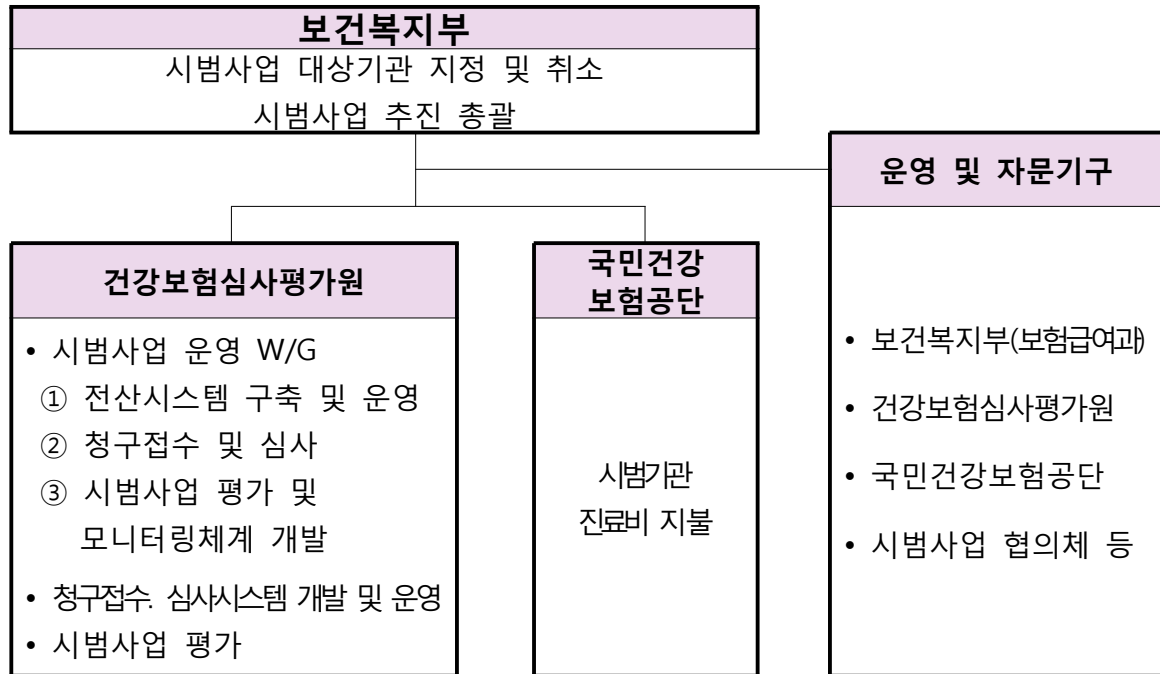 보건복지부
시범사업 대상기관 지정 및 취소
시범사업 추진 총괄
운영 및 자문기구
• 보건복지부(보험급여과)
• 건강보험심사평가원
• 국민건강보험공단
• 시범사업 협의체 등
건강보험심사평가원
• 시범사업 운영 W/G
① 전산시스템 구축 및 운영
② 청구접수 및 심사
③ 시범사업 평가 및
모니터링체계 개발
• 청구접수. 심사시스템 개발 및 운영
• 시범사업 평가
국민건강
보험공단
시범기관
진료비 지불